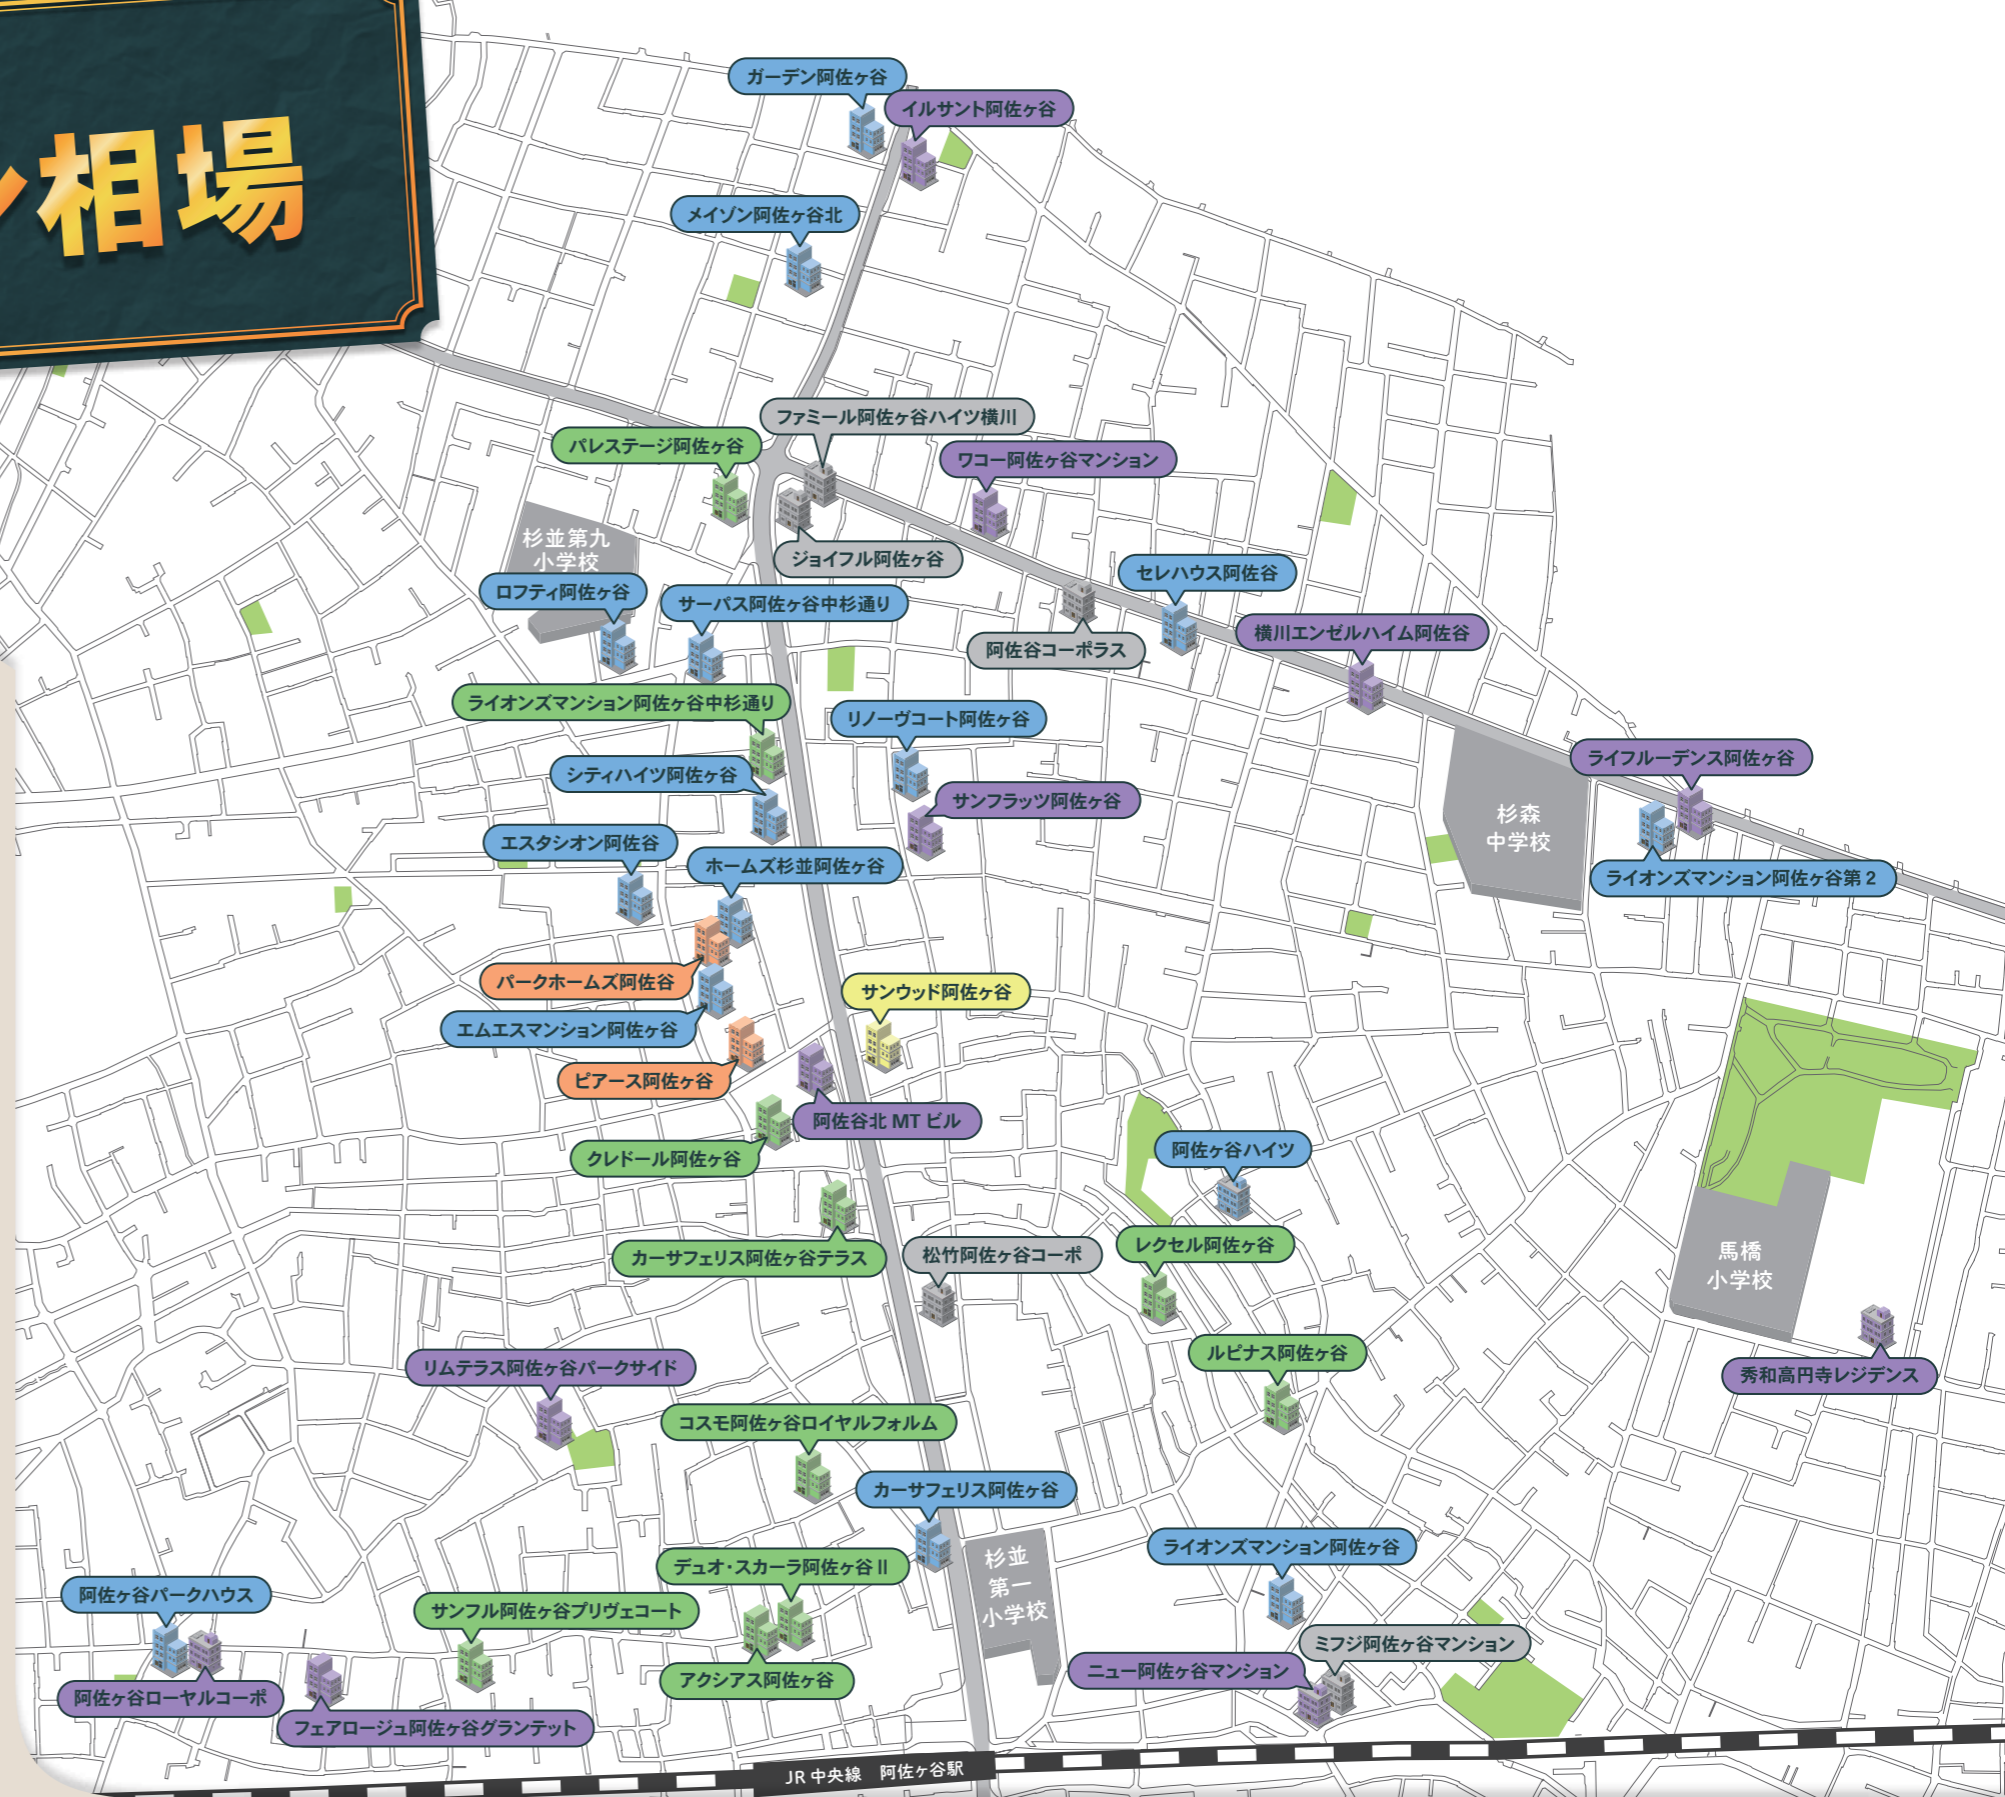 相場
ガーデン阿佐ヶ谷
イルサント阿佐ヶ谷
メイゾン阿佐ヶ谷北
ファミール阿佐ヶ谷ハイツ横川
パレステージ阿佐ヶ谷
ワコー阿佐ヶ谷マンション
杉並第九
小学校
ジョイフル阿佐ヶ谷
セレハウス阿佐谷
ロフティ阿佐ヶ谷
サーパス阿佐ヶ谷中杉通り
横川エンゼルハイム阿佐谷
阿佐谷コーポラス
ライオンズマンション阿佐ヶ谷中杉通り
リノーヴコート阿佐ヶ谷
ライフルーデンス阿佐ヶ谷
シティハイツ阿佐ヶ谷
サンフラッツ阿佐ヶ谷
杉森
中学校
エスタシオン阿佐谷
ホームズ杉並阿佐ヶ谷
ライオンズマンション阿佐ヶ谷第2
パークホームズ阿佐谷
サンウッド阿佐ヶ谷
エムエスマンション阿佐ヶ谷
ピアース阿佐ヶ谷
阿佐谷北 MT ビル
クレドール阿佐ヶ谷
阿佐ヶ谷ハイツ
カーサフェリス阿佐ヶ谷テラス
松竹阿佐ヶ谷コーポ
レクセル阿佐ヶ谷
馬橋
小学校
ルピナス阿佐ヶ谷
リムテラス阿佐ヶ谷パークサイド
秀和高円寺レジデンス
コスモ阿佐ヶ谷ロイヤルフォルム
カーサフェリス阿佐ヶ谷
ライオンズマンション阿佐ヶ谷
杉並
第一
小学校
デュオ・スカーラ阿佐ヶ谷Ⅱ
阿佐ヶ谷パークハウス
サンフル阿佐ヶ谷プリヴェコート
ミフジ阿佐ヶ谷マンション
ニュー阿佐ヶ谷マンション
アクシアス阿佐ヶ谷
阿佐ヶ谷ローヤルコーポ
フェアロージュ阿佐ヶ谷グランテット
JR 中央線　阿佐ヶ谷駅